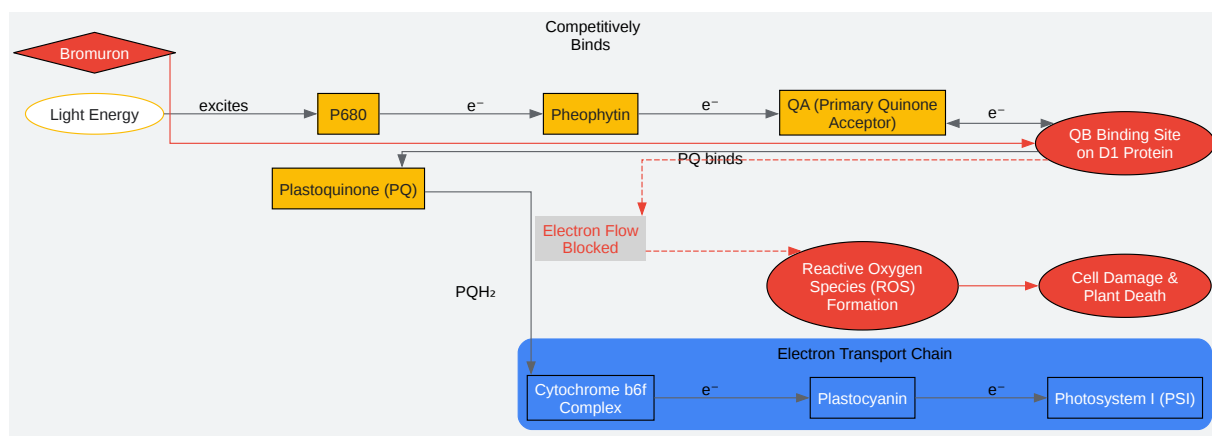 Competitively
Binds
Bromuron
Light Energy
excites
P680
e⁻
Pheophytin
e⁻
QA (Primary Quinone
Acceptor)
e⁻
QB Binding Site
on D1 Protein
PQ binds
Plastoquinone (PQ)
Electron Flow
Blocked
Reactive Oxygen
Species (ROS)
Formation
Cell Damage &
Plant Death
PQH₂
Electron Transport Chain
Cytochrome b6f
Complex
e⁻
Plastocyanin
e⁻
Photosystem I (PSI)